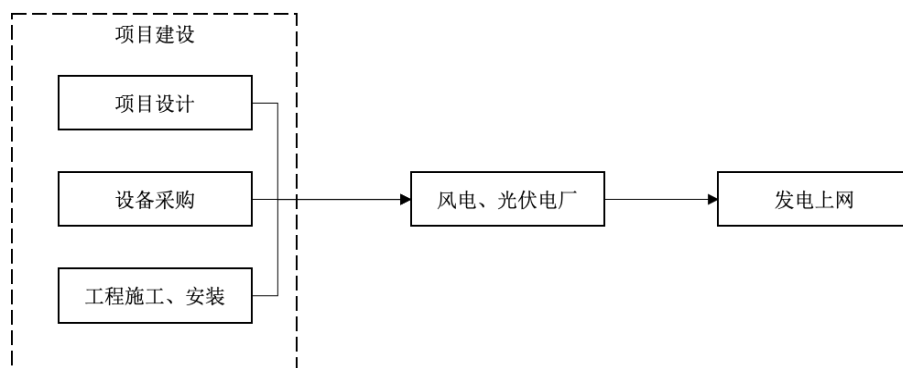 项目建设
项目设计
设备采购
工程施工、安装
风电、光伏电厂
发电上网